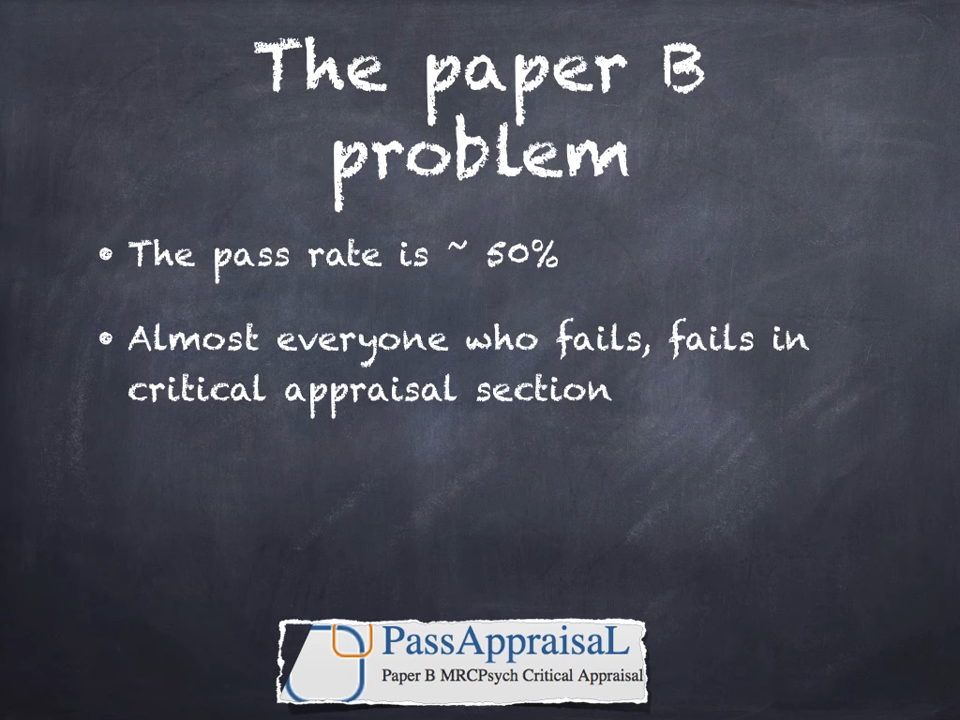 The paper B
problem
• The pass rate is ~ 50%
• Almost everyone who fails, fails in
critical appraisal section
PassAppraisaL
Paper B MRCPsych Critical Appraisal